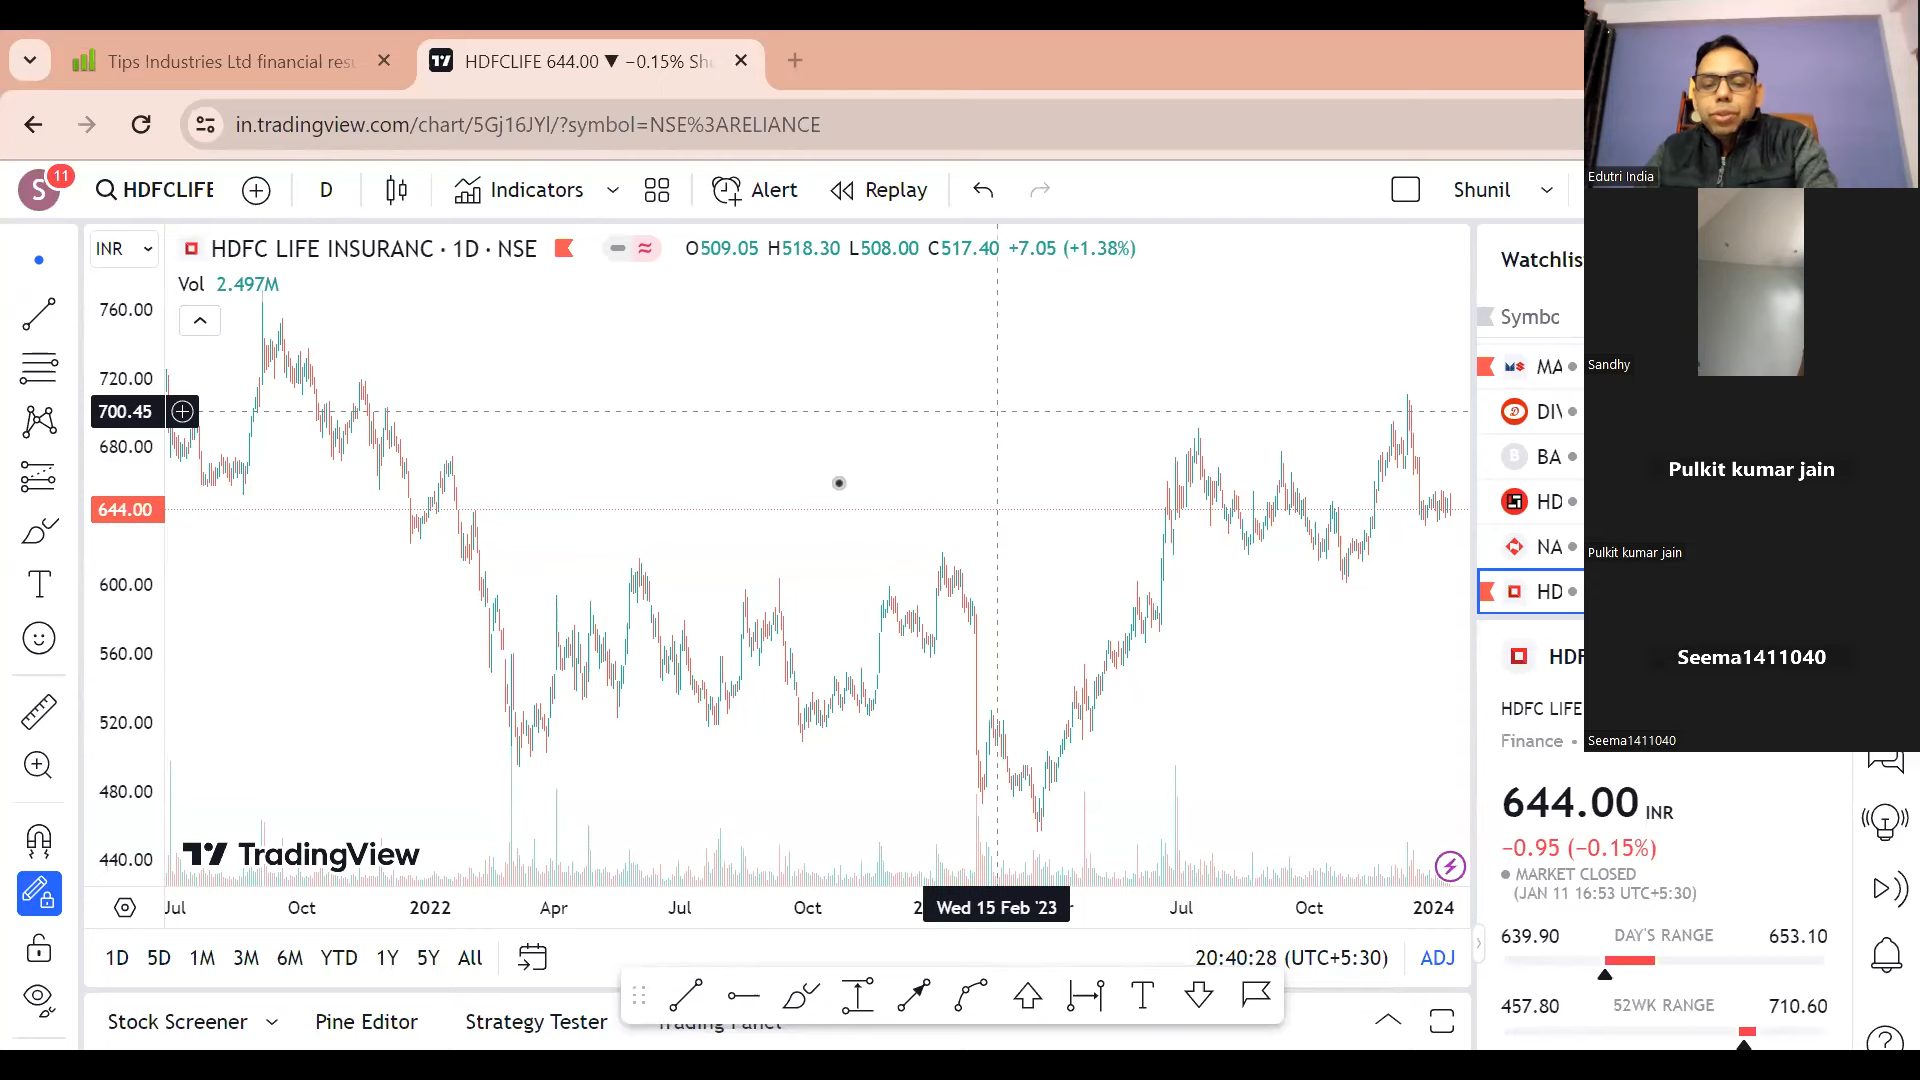 Tips Industries Ltd financial res
HDFCLIFE 644.00 ▼ −0.15% Sh
in.tradingview.com/chart/5Gj16JYl/?symbol=NSE%3ARELIANCE
S 11 HDFCLIFE D Indicators Alert Replay Shunil
INR HDFC LIFE INSURANC · 1D · NSE O509.05 H518.30 L508.00 C517.40 +7.05 (+1.38%)
Vol 2.497M
760.00
720.00
700.45
680.00
644.00
600.00
560.00
520.00
480.00
440.00
TradingView
Jul Oct 2022 Apr Jul Oct 2 Wed 15 Feb '23 Jul Oct 2024
1D 5D 1M 3M 6M YTD 1Y 5Y All 20:40:28 (UTC+5:30) ADJ
Stock Screener Pine Editor Strategy Tester Trading Panel
Watchlis
Symbc
MA
DIV
BA
HD
NA
HD
HDF
HDFC LIFE
Finance
644.00 INR
−0.95 (−0.15%)
MARKET CLOSED
(JAN 11 16:53 UTC+5:30)
639.90 DAY'S RANGE 653.10
457.80 52WK RANGE 710.60
Edutri India
Sandhy
Pulkit kumar jain
Pulkit kumar jain
Seema1411040
Seema1411040